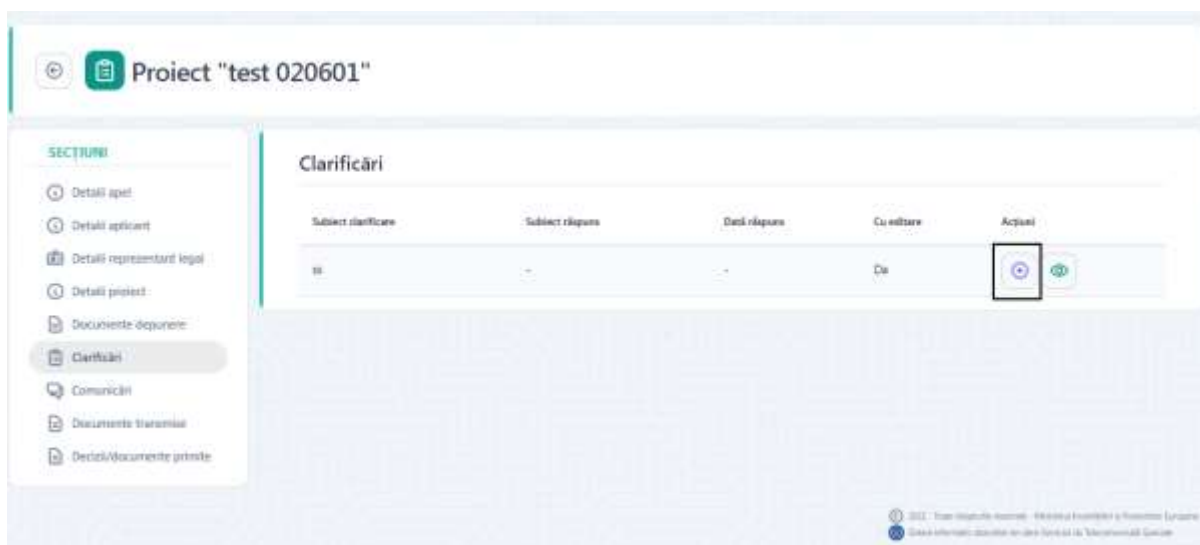 Proiect "test 020601"
SECȚIUNI
Detalii apel
Detalii aplicant
Detalii reprezentant legal
Detalii proiect
Documente depunere
Clarificări
Comunicări
Documente transmise
Decizii/documente primite
Clarificări
Subiect clarificare Subiect răspuns Dată răspuns Cu editare Acțiuni
- - Da